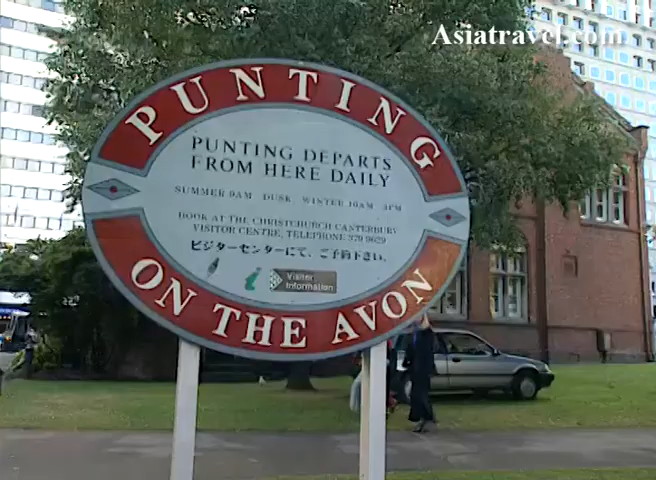 Asiatravel.com
PUNTING
PUNTING DEPARTS
FROM HERE DAILY
SUMMER 9AM DUSK WINTER 10AM 4PM
BOOK AT THE CHRISTCHURCH CANTERBURY
VISITOR CENTRE, TELEPHONE 379 9629
ビジターセンターにて、ご予約下さい。
i Visitor
Information
ON THE AVON